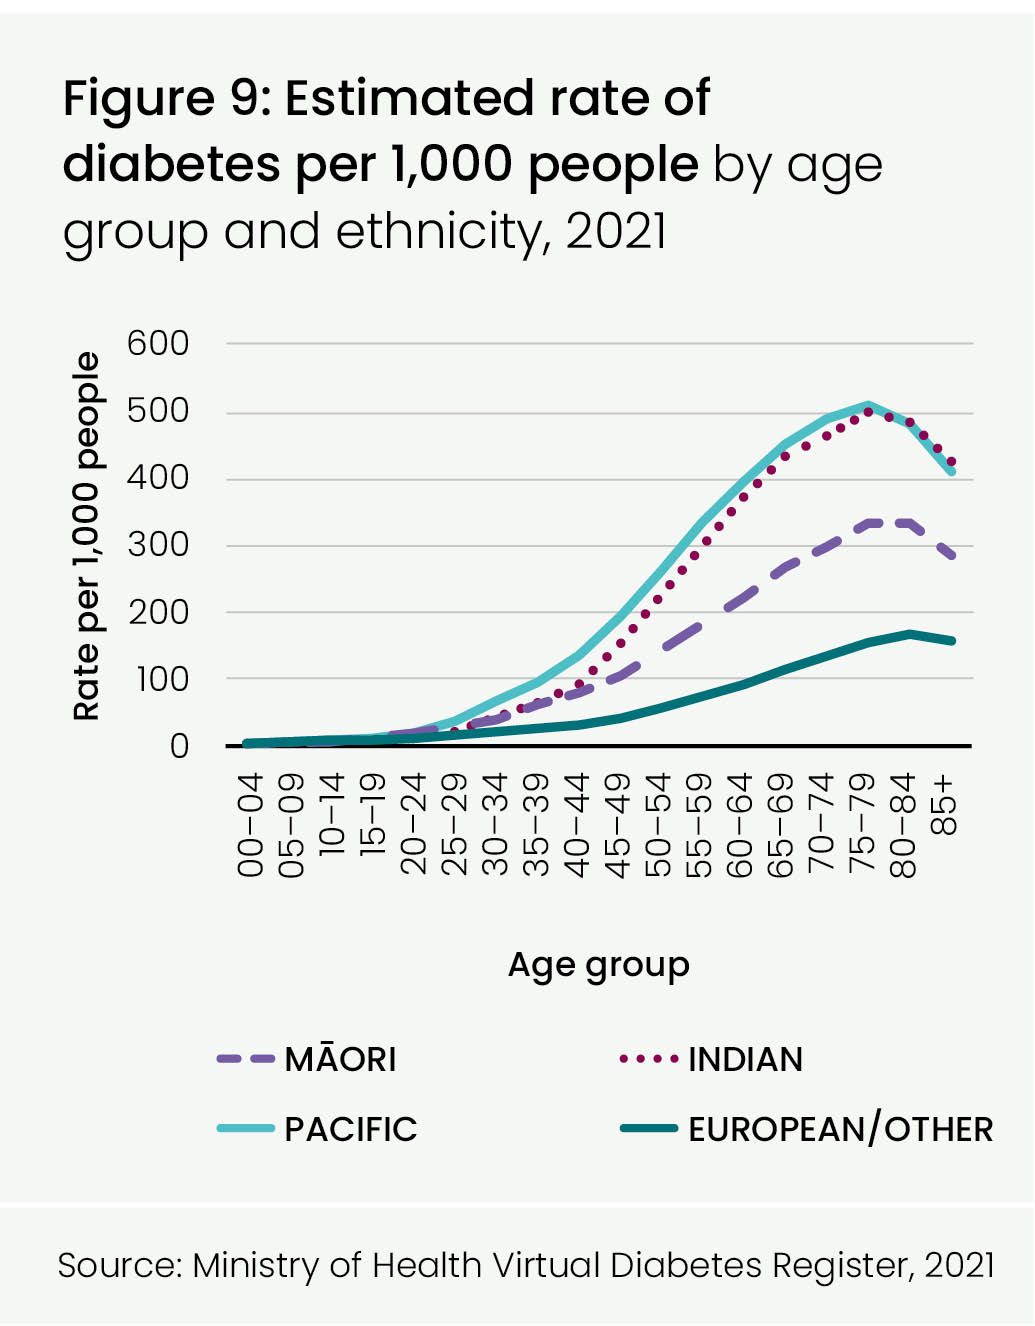 Figure 9: Estimated rate of
diabetes per 1,000 people by age
group and ethnicity, 2021
Rate per 1,000 people
600
500
400
300
200
100
0
00–04
05–09
10–14
15–19
20–24
25–29
30–34
35–39
40–44
45–49
50–54
55–59
60–64
65–69
70–74
75–79
80–84
85+
Age group
MĀORI
INDIAN
PACIFIC
EUROPEAN/OTHER
Source: Ministry of Health Virtual Diabetes Register, 2021